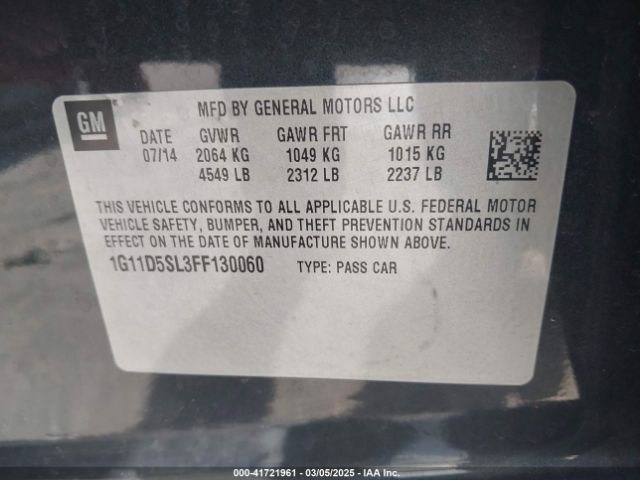 GM
MFD BY GENERAL MOTORS LLC
DATE GVWR GAWR FRT GAWR RR
07/14 2064 KG 1049 KG 1015 KG
4549 LB 2312 LB 2237 LB
THIS VEHICLE CONFORMS TO ALL APPLICABLE U.S. FEDERAL MOTOR
VEHICLE SAFETY, BUMPER, AND THEFT PREVENTION STANDARDS IN
EFFECT ON THE DATE OF MANUFACTURE SHOWN ABOVE.
1G11D5SL3FF130060 TYPE: PASS CAR
000-41721961 - 03/05/2025 - IAA Inc.